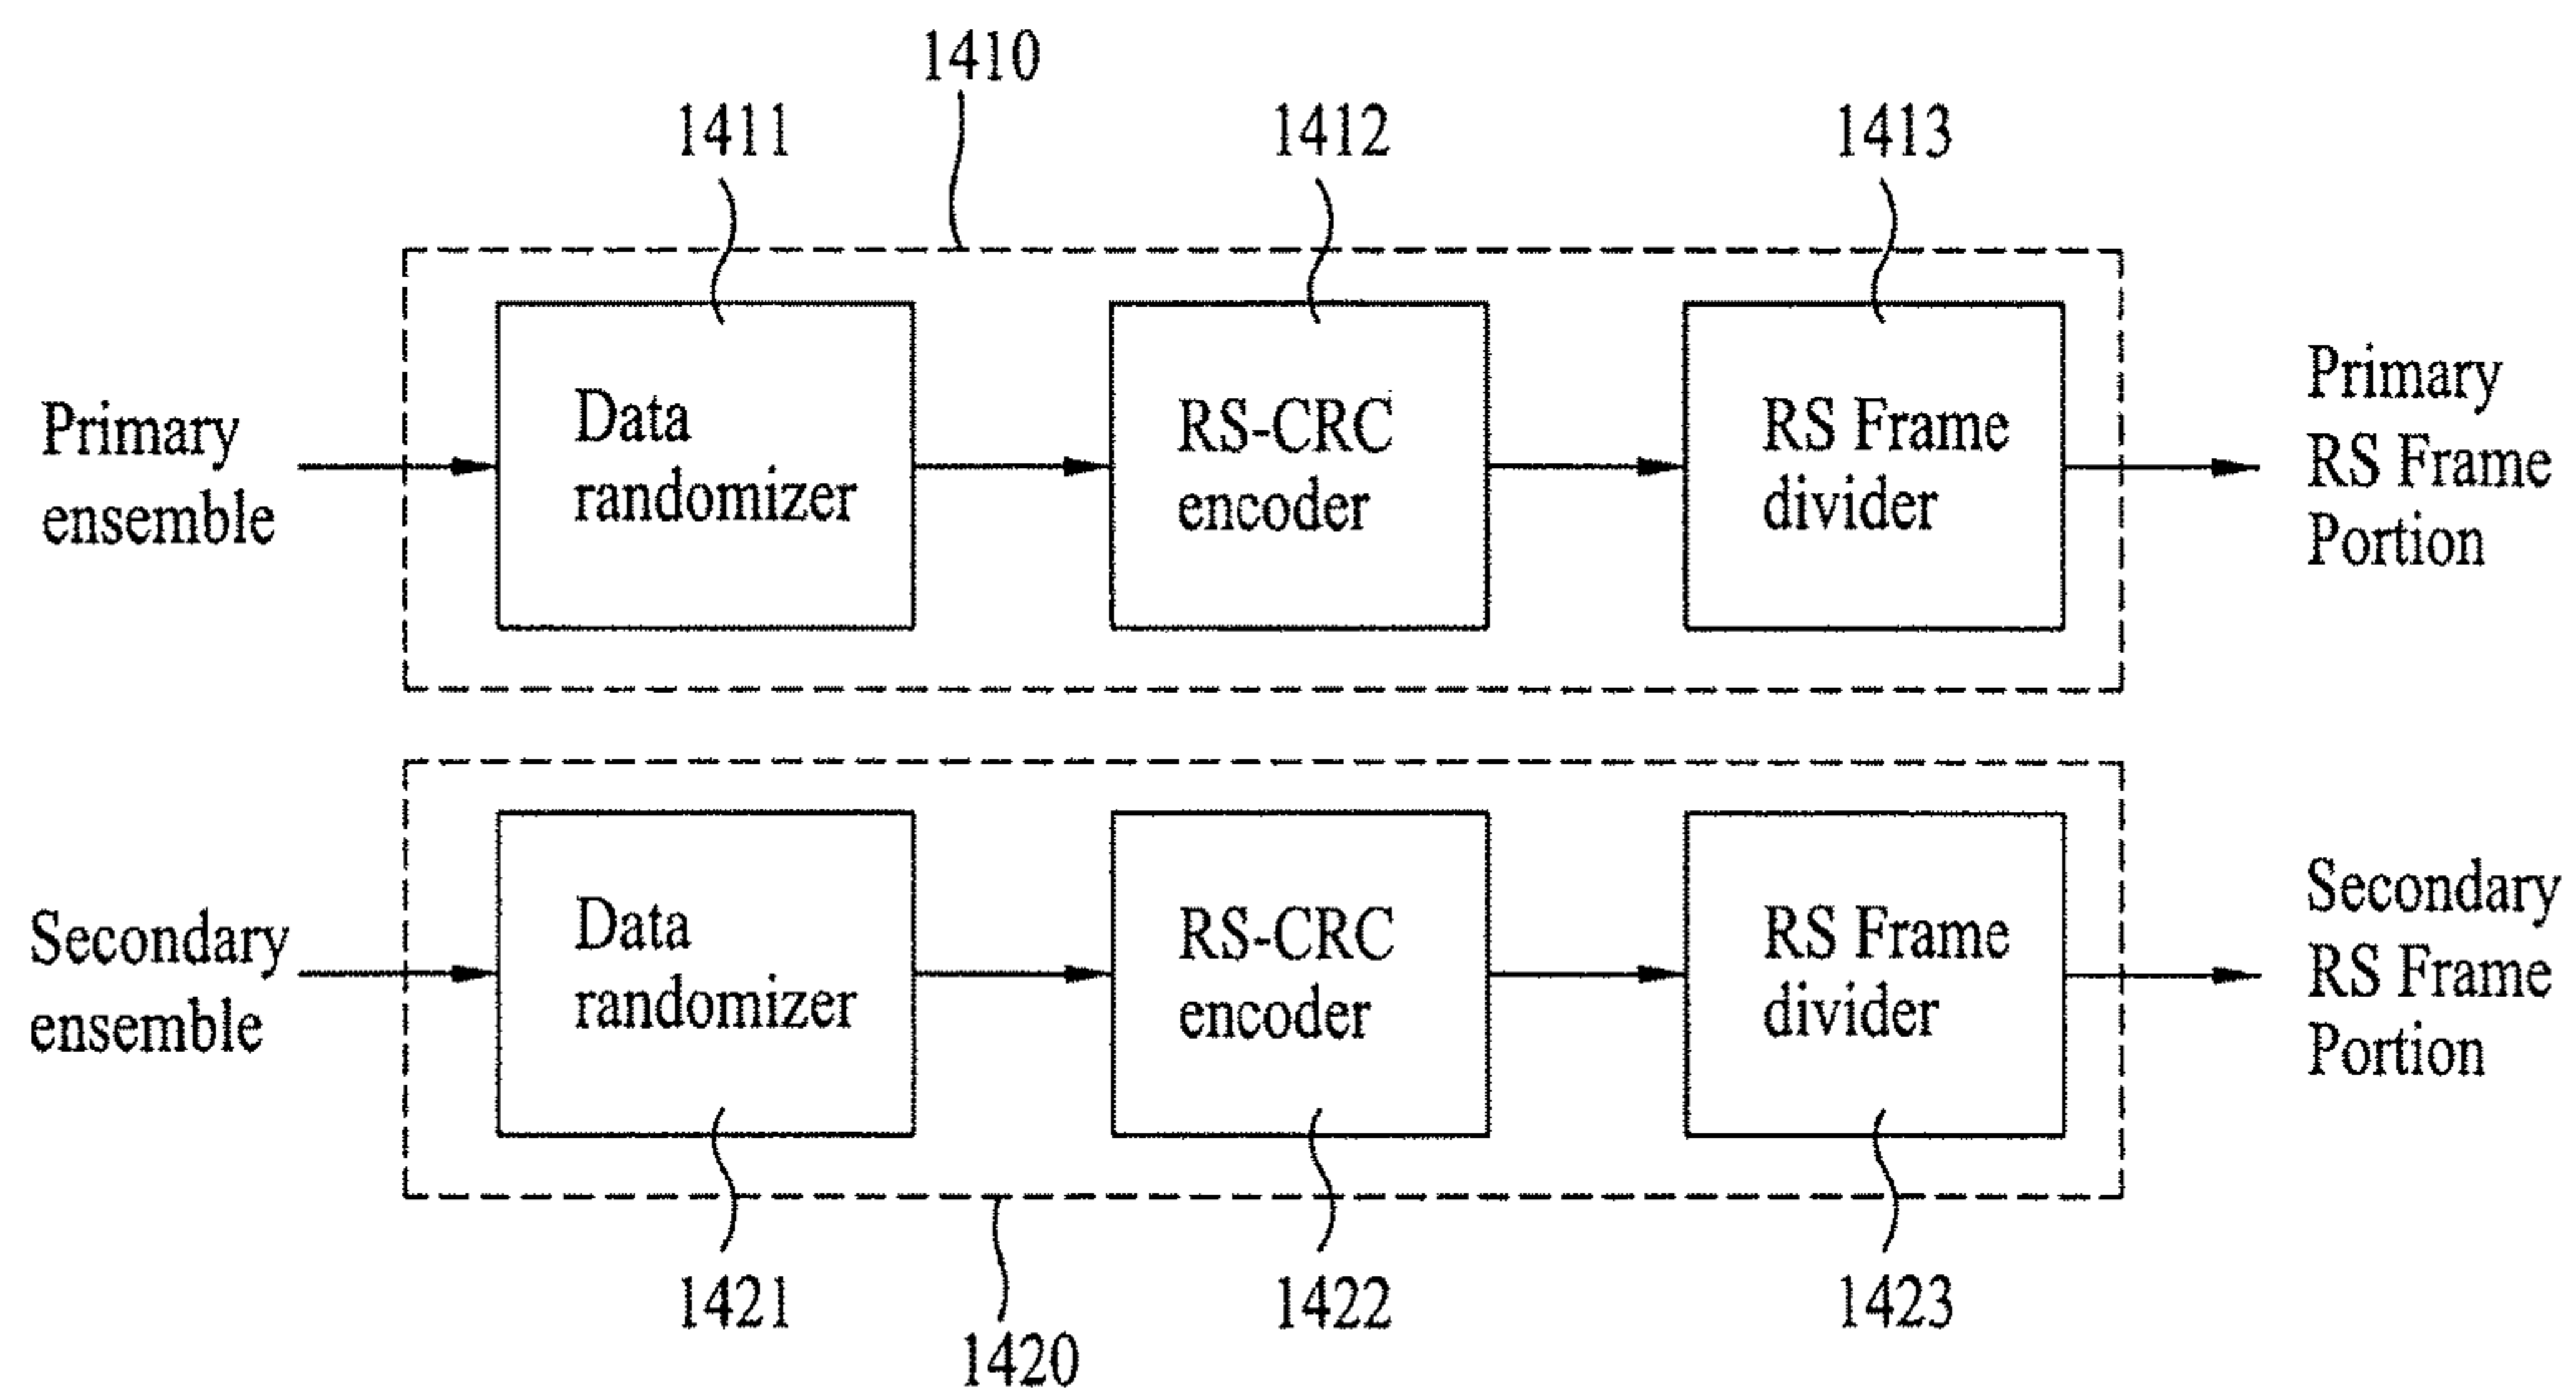 1410
1411
1412
1413
Primary
ensemble
Data
randomizer
RS-CRC
encoder
RS Frame
divider
Primary
RS Frame
Portion
Secondary
ensemble
Data
randomizer
RS-CRC
encoder
RS Frame
divider
Secondary
RS Frame
Portion
1421
1422
1423
1420